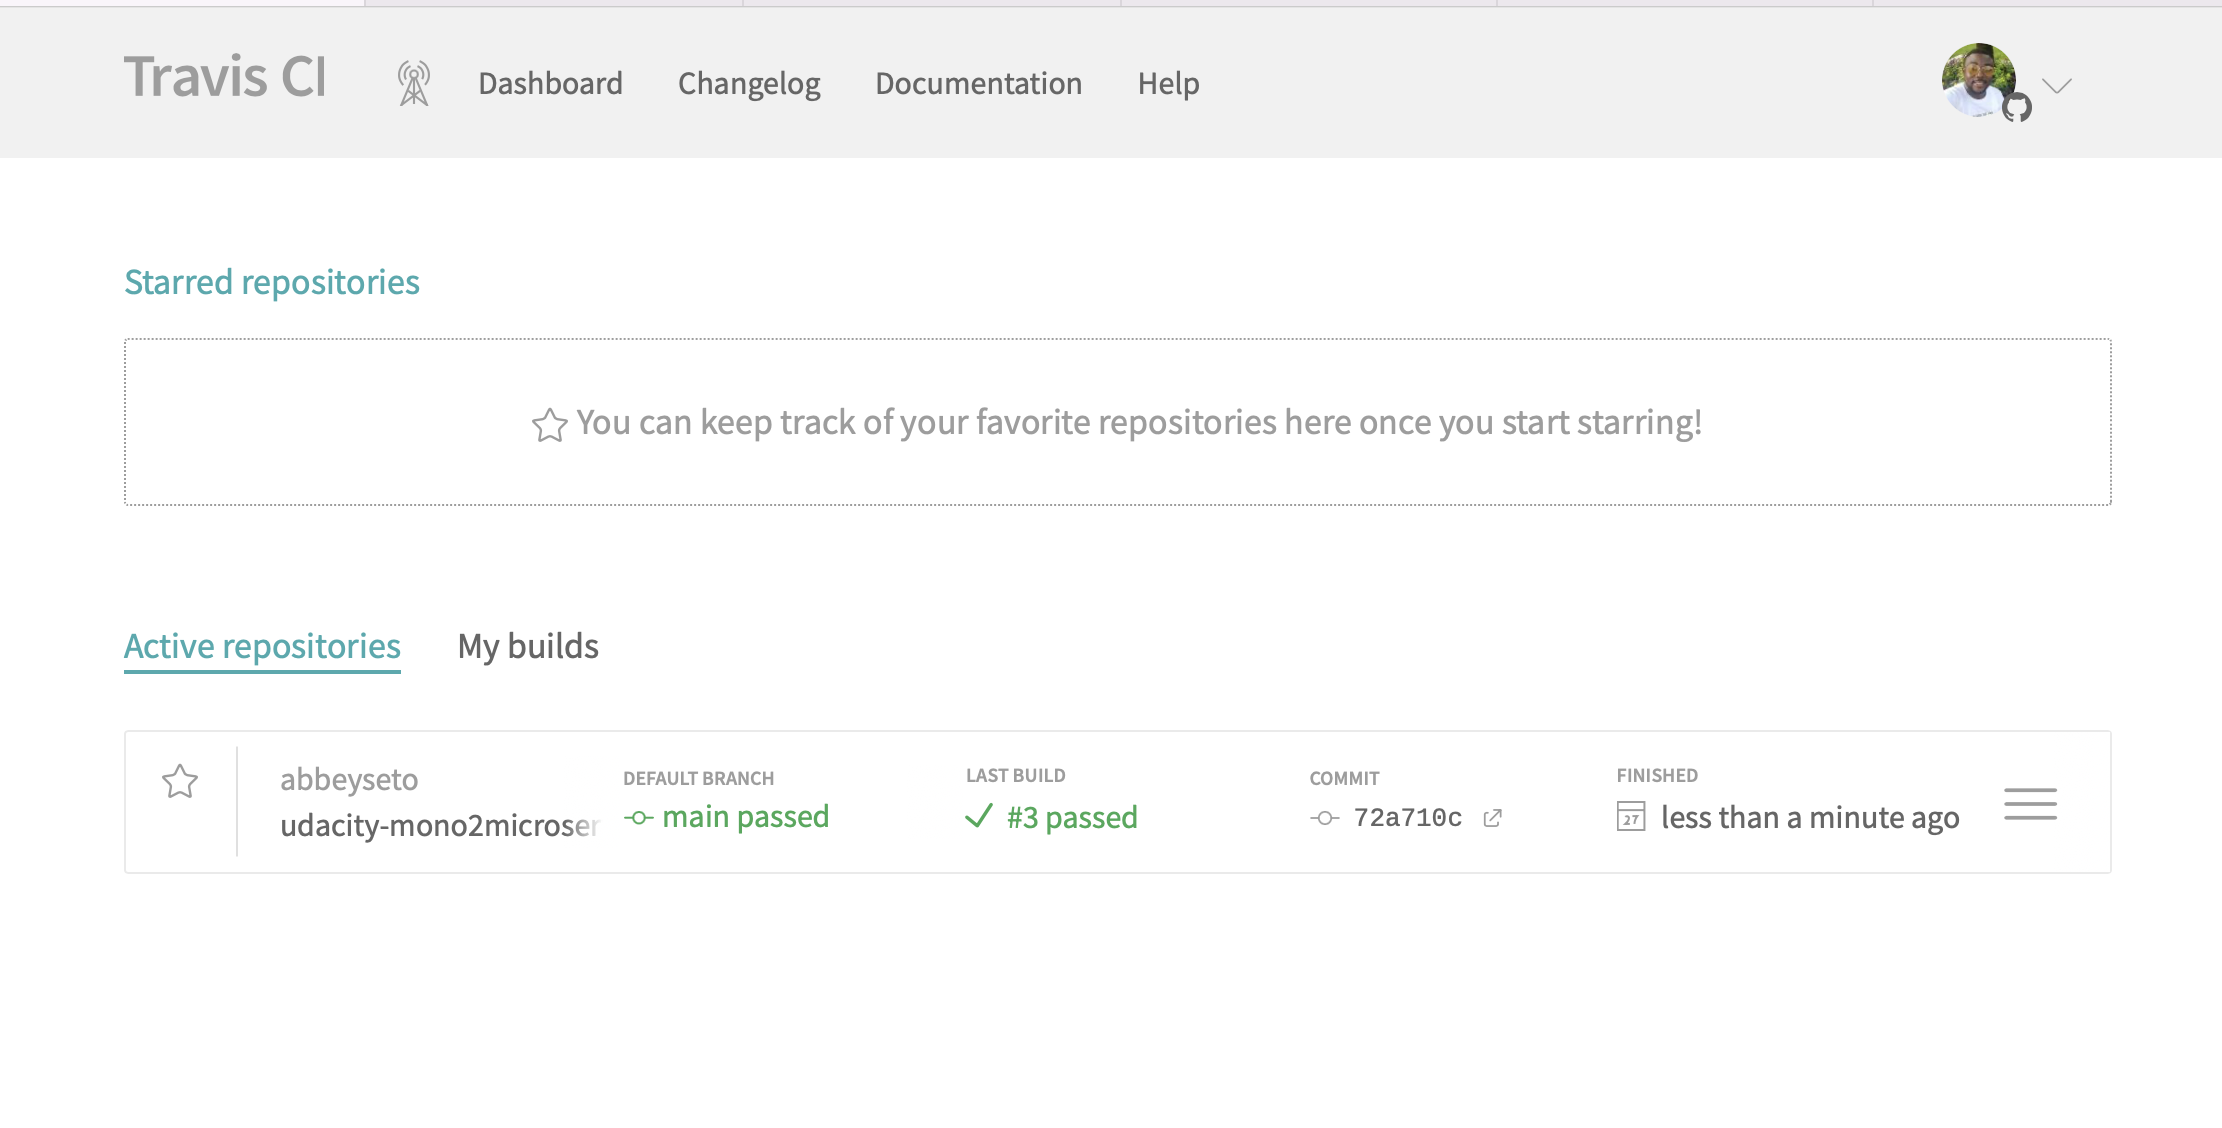 Travis CI
Dashboard
Changelog
Documentation
Help
Starred repositories
You can keep track of your favorite repositories here once you start starring!
Active repositories
My builds
abbeyseto
udacity-mono2microser
DEFAULT BRANCH
main passed
LAST BUILD
#3 passed
COMMIT
72a710c
FINISHED
27
less than a minute ago